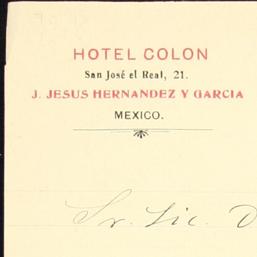 HOTEL COLON
San José el Real, 21.
J. JESUS HERNANDEZ Y GARCIA
MEXICO.
Sr. Lic. D